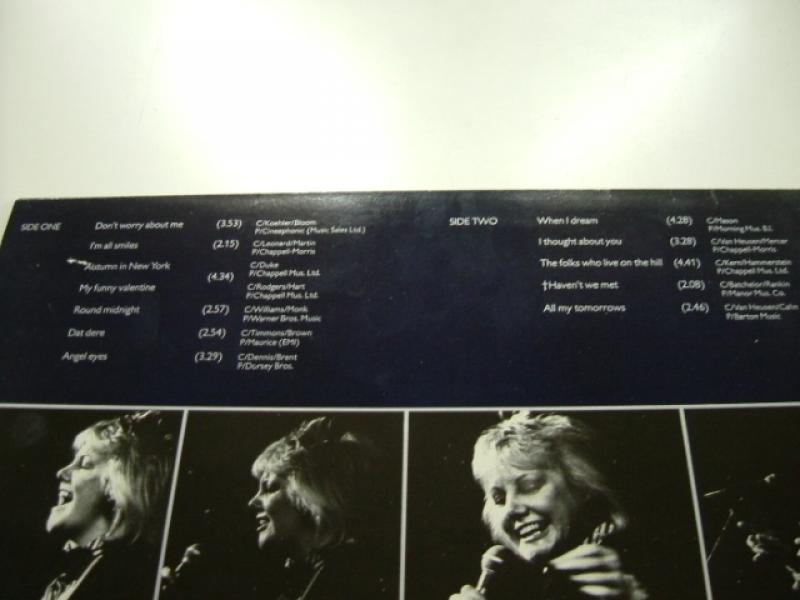 SIDE ONE
Don't worry about me (3.53) C/Koehler/Bloom
P/Cineephonic (Music Sales Ltd.)
I'm all smiles (2.15) C/Leonard/Martin
P/Chappell-Morris
Autumn in New York C/Duke
P/Chappell Mus. Ltd.
(4.34)
My funny valentine C/Rodgers/Hart
P/Chappell Mus. Ltd.
Round midnight (2.57) C/Williams/Monk
P/Warner Bros. Music
Dat dere (2.54) C/Timmons/Brown
P/Maurice (EMI)
Angel eyes (3.29) C/Dennis/Brent
P/Dorsey Bros.
SIDE TWO
When I dream (4.28) C/Mason
P/Morning Mus. B.I.
I thought about you (3.28) C/Van Heusen/Mercer
P/Chappell-Morris
The folks who live on the hill (4.41) C/Kern/Hammerstein
P/Chappell Mus. Ltd.
†Haven't we met (2.08) C/Batchelor/Rankin
P/Manor Mus. Co.
All my tomorrows (2.46) C/Van Heusen/Cahn
P/Barton Music